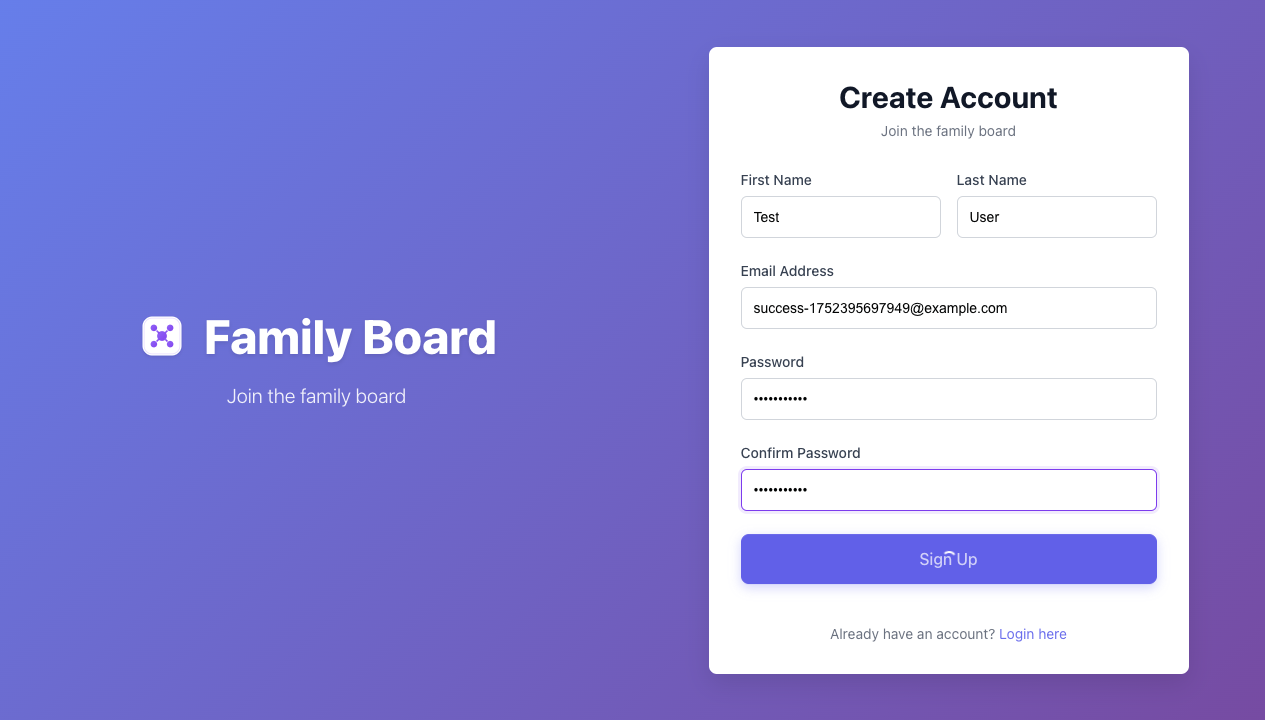 Family Board
Join the family board
Create Account
Join the family board
First Name
Last Name
Test
User
Email Address
success-1752395697949@example.com
Password
•••••••••••
Confirm Password
•••••••••••
Sign Up
Already have an account? Login here